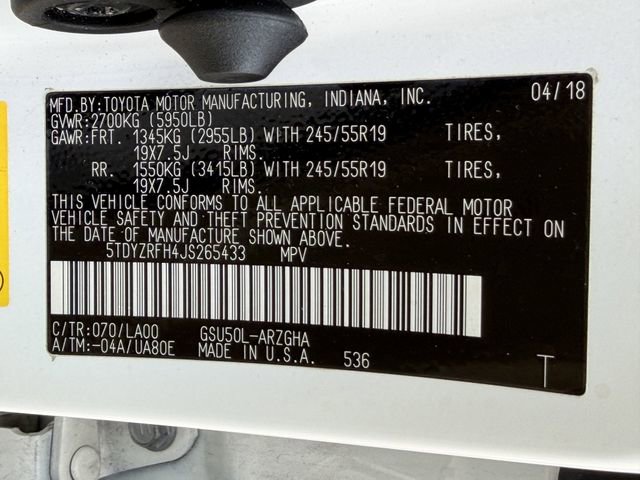 MFD.BY:TOYOTA MOTOR MANUFACTURING, INDIANA, INC. 04/18
GVWR:2700KG (5950LB)
GAWR:FRT. 1345KG (2955LB) WITH 245/55R19 TIRES,
19X7.5J RIMS.
RR. 1550KG (3415LB) WITH 245/55R19 TIRES,
19X7.5J RIMS.
THIS VEHICLE CONFORMS TO ALL APPLICABLE FEDERAL MOTOR
VEHICLE SAFETY AND THEFT PREVENTION STANDARDS IN EFFECT ON
THE DATE OF MANUFACTURE SHOWN ABOVE.
5TDYZRFH4JS265433 MPV
C/TR:070/LA00 GSU50L-ARZGHA
A/TM:-04A/UA80E MADE IN U.S.A. 536 T